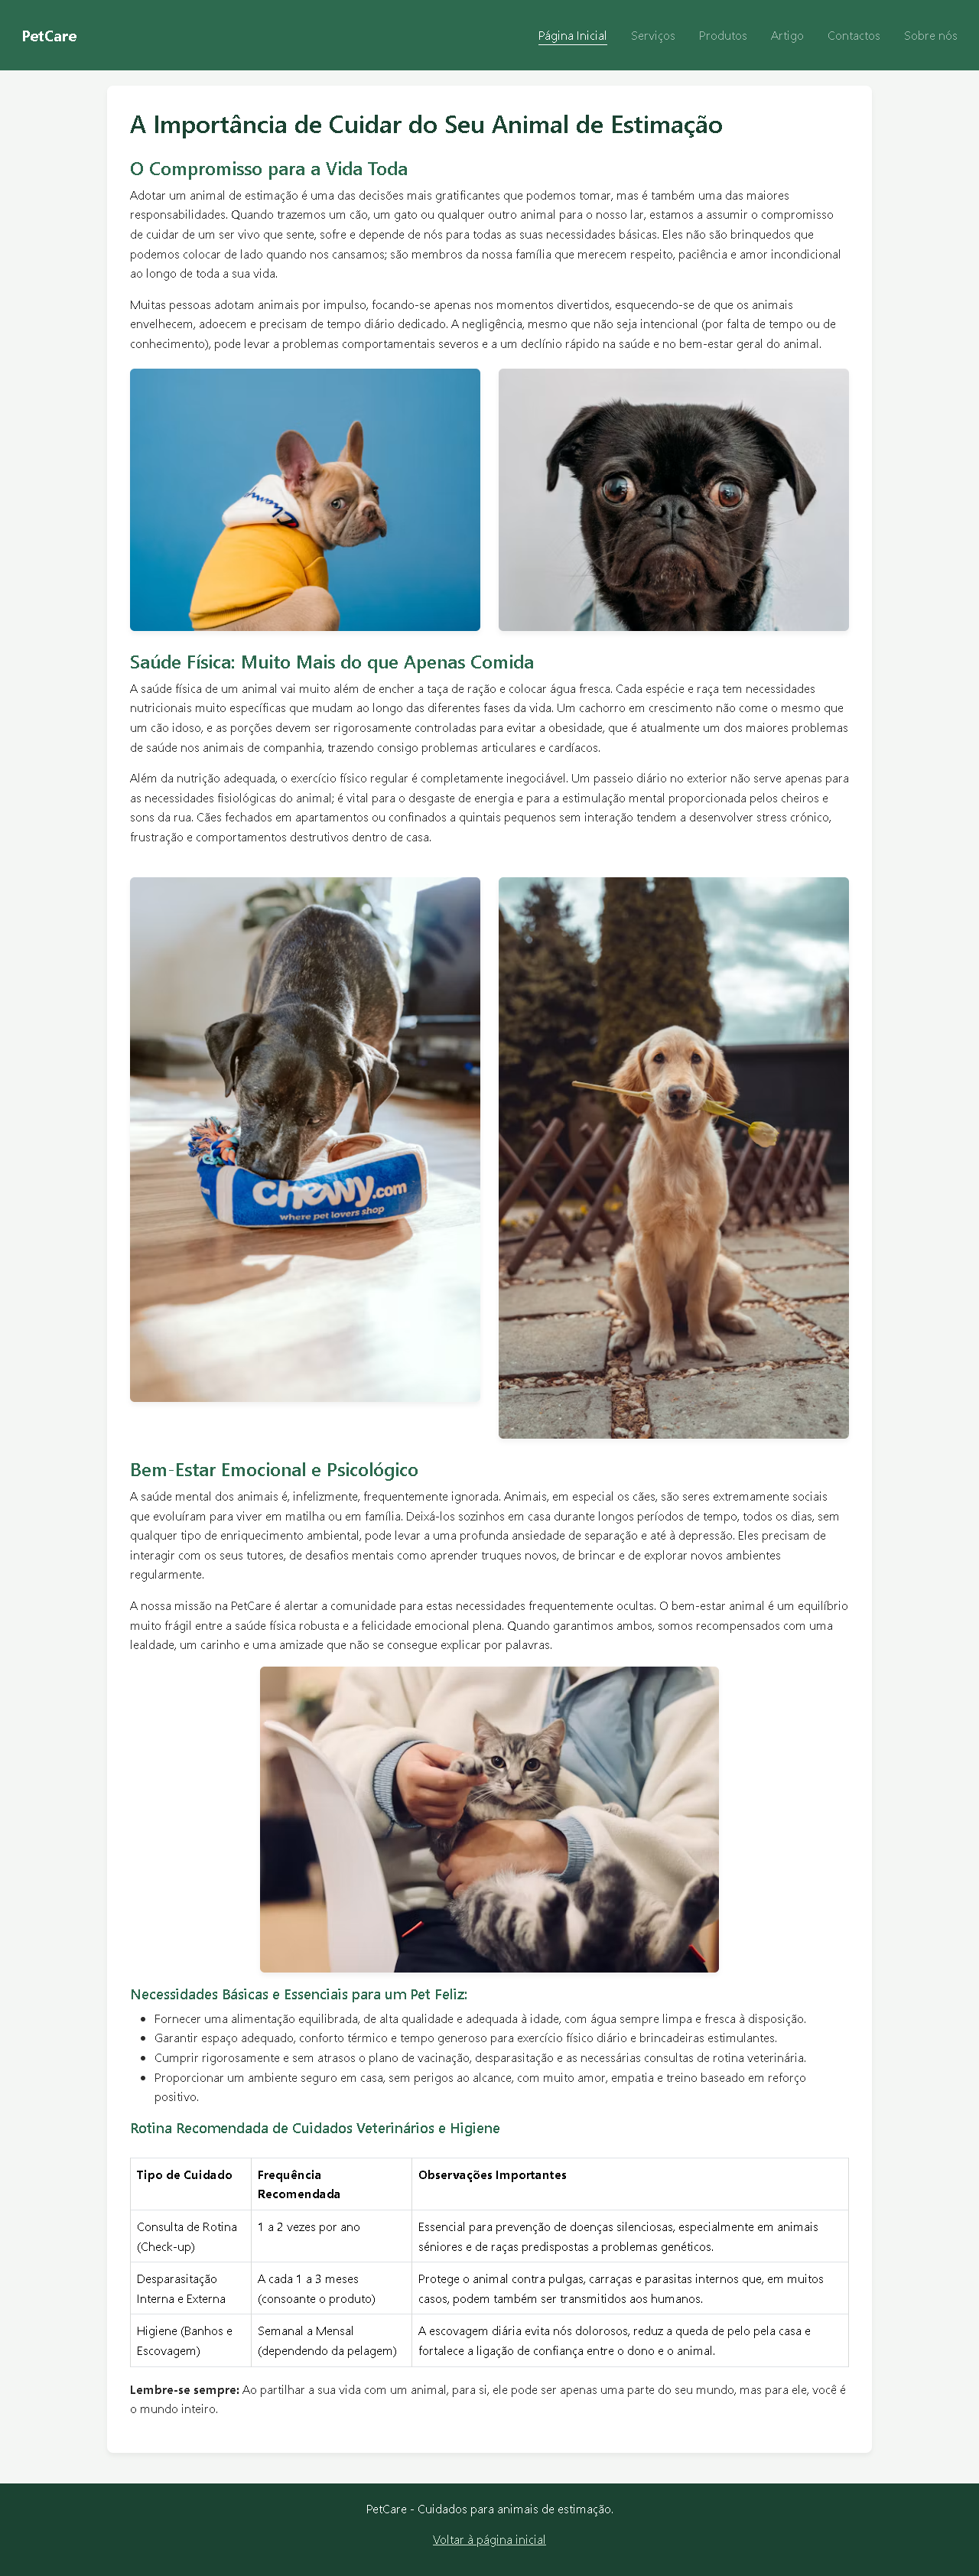 PetCare
Página Inicial
Serviços
Produtos
Artigo
Contactos
Sobre nós
A Importância de Cuidar do Seu Animal de Estimação
O Compromisso para a Vida Toda
Adotar um animal de estimação é uma das decisões mais gratificantes que podemos tomar, mas é também uma das maiores
responsabilidades. Quando trazemos um cão, um gato ou qualquer outro animal para o nosso lar, estamos a assumir o compromisso
de cuidar de um ser vivo que sente, sofre e depende de nós para todas as suas necessidades básicas. Eles não são brinquedos que
podemos colocar de lado quando nos cansamos; são membros da nossa família que merecem respeito, paciência e amor incondicional
ao longo de toda a sua vida.
Muitas pessoas adotam animais por impulso, focando-se apenas nos momentos divertidos, esquecendo-se de que os animais
envelhecem, adoecem e precisam de tempo diário dedicado. A negligência, mesmo que não seja intencional (por falta de tempo ou de
conhecimento), pode levar a problemas comportamentais severos e a um declínio rápido na saúde e no bem-estar geral do animal.
Saúde Física: Muito Mais do que Apenas Comida
A saúde física de um animal vai muito além de encher a taça de ração e colocar água fresca. Cada espécie e raça tem necessidades
nutricionais muito específicas que mudam ao longo das diferentes fases da vida. Um cachorro em crescimento não come o mesmo que
um cão idoso, e as porções devem ser rigorosamente controladas para evitar a obesidade, que é atualmente um dos maiores problemas
de saúde nos animais de companhia, trazendo consigo problemas articulares e cardíacos.
Além da nutrição adequada, o exercício físico regular é completamente inegociável. Um passeio diário no exterior não serve apenas para
as necessidades fisiológicas do animal; é vital para o desgaste de energia e para a estimulação mental proporcionada pelos cheiros e
sons da rua. Cães fechados em apartamentos ou confinados a quintais pequenos sem interação tendem a desenvolver stress crónico,
frustração e comportamentos destrutivos dentro de casa.
chewy.com
where pet lovers shop
Bem-Estar Emocional e Psicológico
A saúde mental dos animais é, infelizmente, frequentemente ignorada. Animais, em especial os cães, são seres extremamente sociais
que evoluíram para viver em matilha ou em família. Deixá-los sozinhos em casa durante longos períodos de tempo, todos os dias, sem
qualquer tipo de enriquecimento ambiental, pode levar a uma profunda ansiedade de separação e até à depressão. Eles precisam de
interagir com os seus tutores, de desafios mentais como aprender truques novos, de brincar e de explorar novos ambientes
regularmente.
A nossa missão na PetCare é alertar a comunidade para estas necessidades frequentemente ocultas. O bem-estar animal é um equilíbrio
muito frágil entre a saúde física robusta e a felicidade emocional plena. Quando garantimos ambos, somos recompensados com uma
lealdade, um carinho e uma amizade que não se consegue explicar por palavras.
Necessidades Básicas e Essenciais para um Pet Feliz:
• Fornecer uma alimentação equilibrada, de alta qualidade e adequada à idade, com água sempre limpa e fresca à disposição.
• Garantir espaço adequado, conforto térmico e tempo generoso para exercício físico diário e brincadeiras estimulantes.
• Cumprir rigorosamente e sem atrasos o plano de vacinação, desparasitação e as necessárias consultas de rotina veterinária.
• Proporcionar um ambiente seguro em casa, sem perigos ao alcance, com muito amor, empatia e treino baseado em reforço
positivo.
Rotina Recomendada de Cuidados Veterinários e Higiene
Tipo de Cuidado
Frequência
Recomendada
Observações Importantes
Consulta de Rotina
(Check-up)
1 a 2 vezes por ano
Essencial para prevenção de doenças silenciosas, especialmente em animais
séniores e de raças predispostas a problemas genéticos.
Desparasitação
Interna e Externa
A cada 1 a 3 meses
(consoante o produto)
Protege o animal contra pulgas, carraças e parasitas internos que, em muitos
casos, podem também ser transmitidos aos humanos.
Higiene (Banhos e
Escovagem)
Semanal a Mensal
(dependendo da pelagem)
A escovagem diária evita nós dolorosos, reduz a queda de pelo pela casa e
fortalece a ligação de confiança entre o dono e o animal.
Lembre-se sempre: Ao partilhar a sua vida com um animal, para si, ele pode ser apenas uma parte do seu mundo, mas para ele, você é
o mundo inteiro.
PetCare - Cuidados para animais de estimação.
Voltar à página inicial